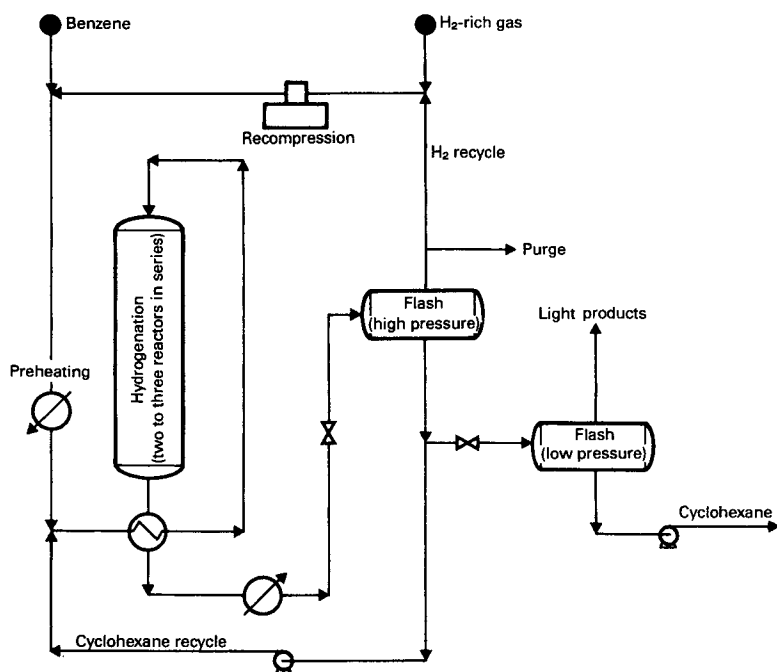 Benzene
H₂-rich gas
Recompression
H₂ recycle
Purge
Hydrogenation
(two to three reactors in series)
Flash
(high pressure)
Light products
Preheating
Flash
(low pressure)
Cyclohexane
Cyclohexane recycle